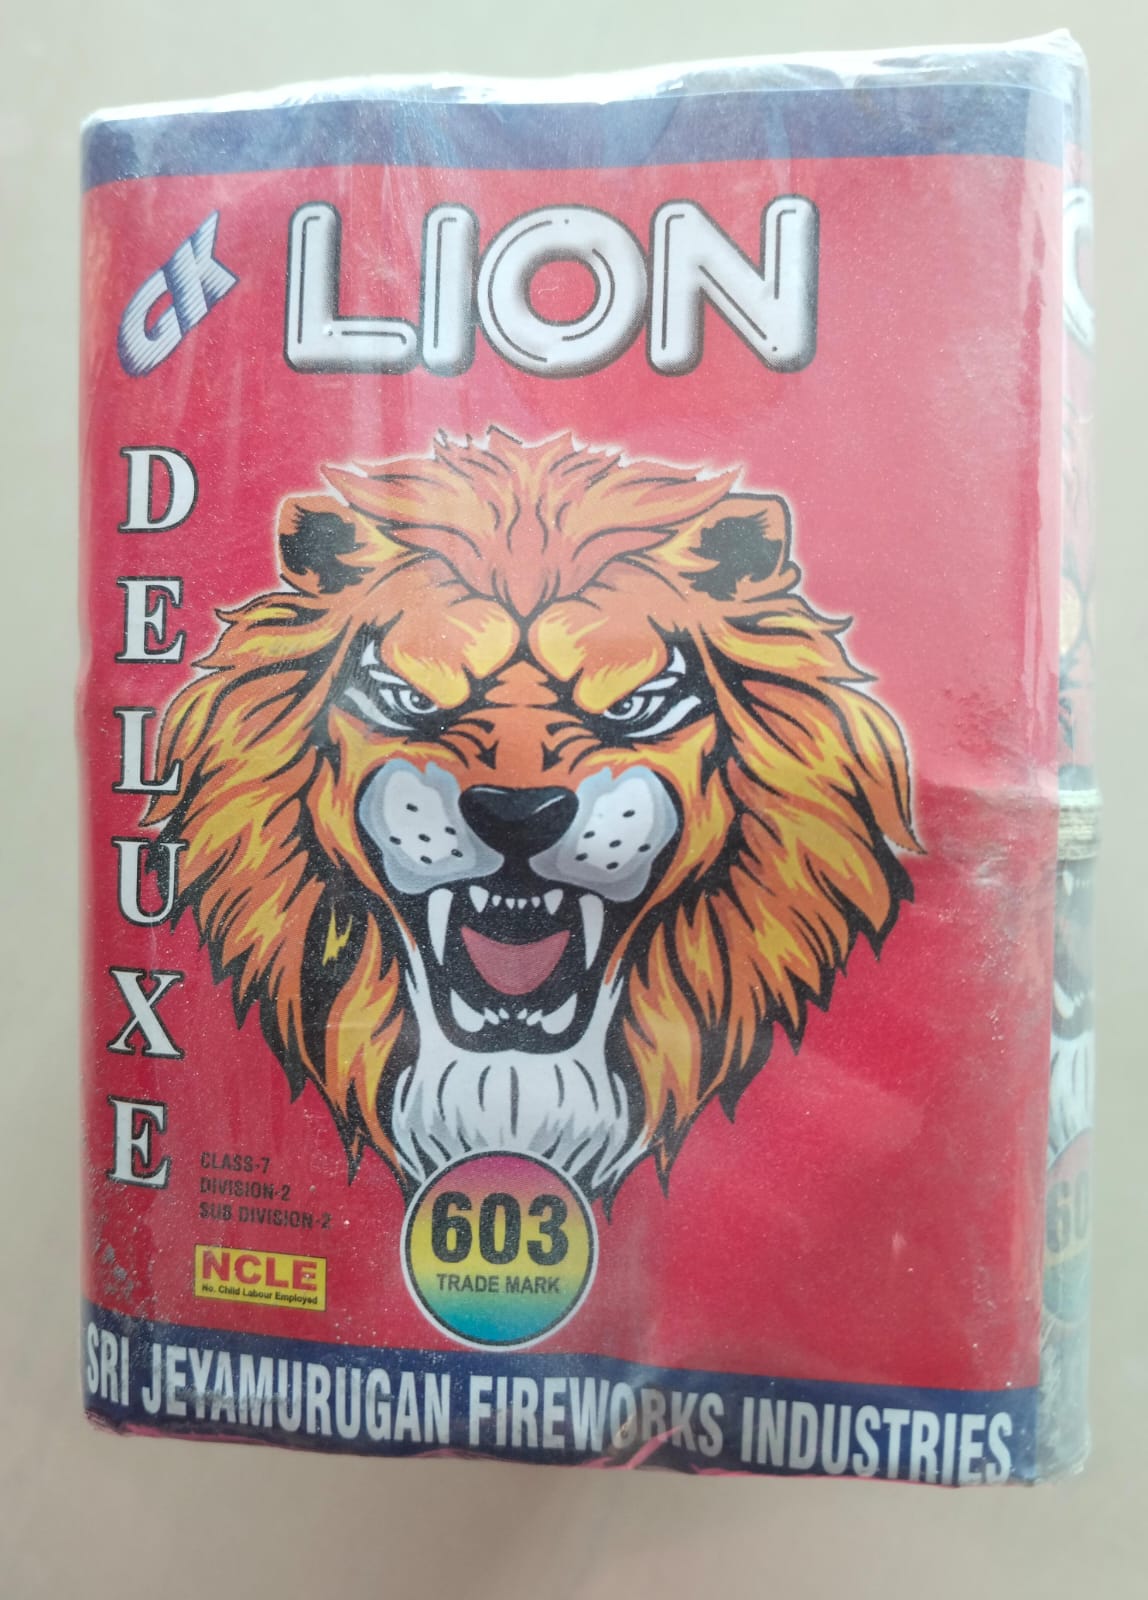 GK
LION
DELUXE
CLASS-7
DIVISION-2
SUB DIVISION-2
NCLE
No. Child Labour Employed
603
TRADE MARK
SRI JEYAMURUGAN FIREWORKS INDUSTRIES